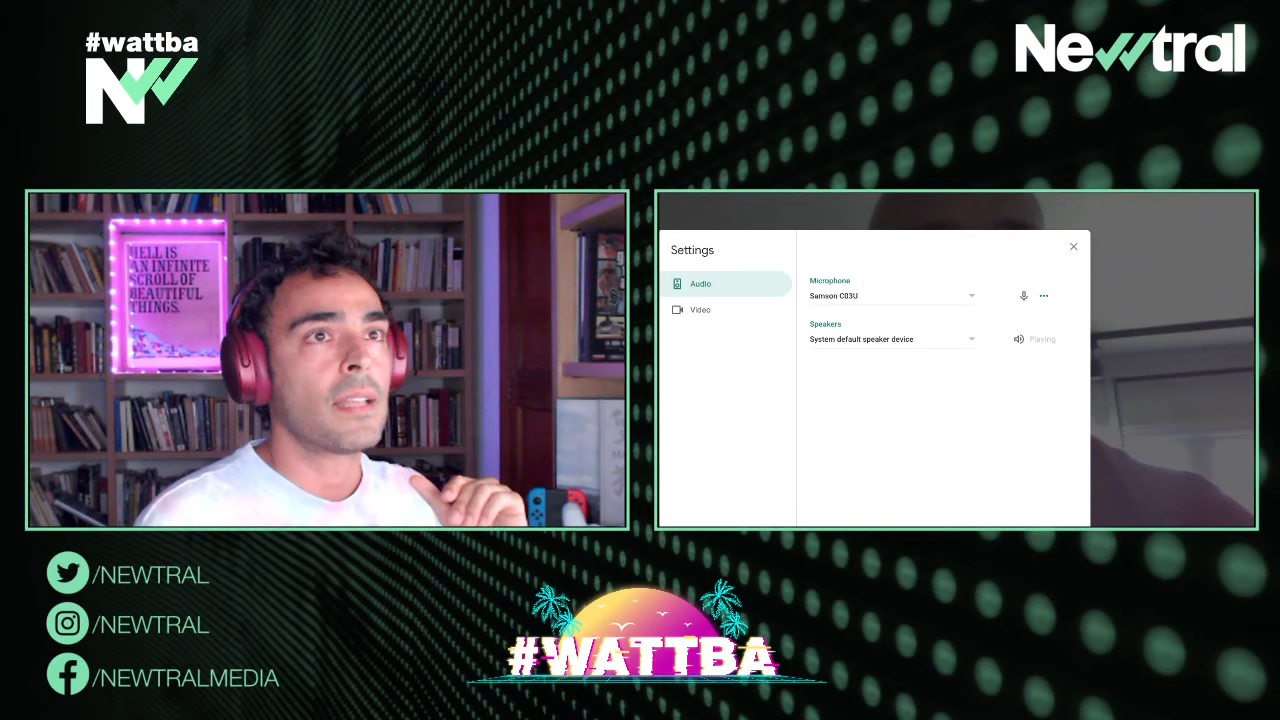 #wattba
Newtral
HELL IS
AN INFINITE
SCROLL OF
BEAUTIFUL
THINGS.
Settings
Audio
Video
Microphone
Samson C03U
Speakers
System default speaker device
Playing
/NEWTRAL
/NEWTRAL
/NEWTRALMEDIA
#WATTBA